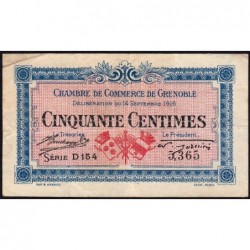 CHAMBRE DE COMMERCE DE GRENOBLE
DÉLIBÉRATION DU 14 SEPTEMBRE 1916
CINQUANTE CENTIMES
Le Trésorier, Le Président,
SÉRIE D 154 5,365